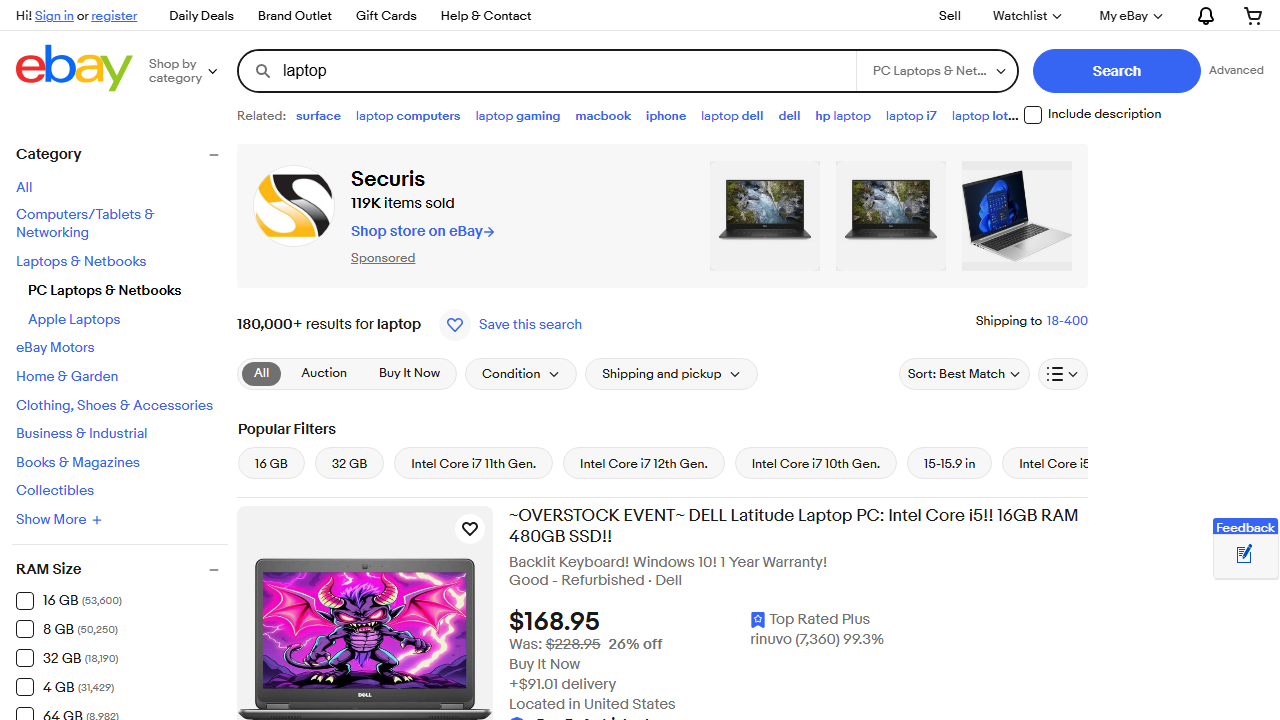 Hi! Sign in or register
Daily Deals
Brand Outlet
Gift Cards
Help & Contact
Sell
Watchlist
My eBay
ebay
Shop by category
laptop
PC Laptops & Net...
Search
Advanced
Related: surface laptop computers laptop gaming macbook iphone laptop dell dell hp laptop laptop i7 laptop lot...
Include description
Category
All
Computers/Tablets &
Networking
Laptops & Netbooks
PC Laptops & Netbooks
Apple Laptops
eBay Motors
Home & Garden
Clothing, Shoes & Accessories
Business & Industrial
Books & Magazines
Collectibles
Show More
RAM Size
16 GB (53,600)
8 GB (50,250)
32 GB (18,190)
4 GB (31,429)
64 GB (8,982)
Securis
119K items sold
Shop store on eBay
Sponsored
180,000+ results for laptop
Save this search
Shipping to 18-400
All
Auction
Buy It Now
Condition
Shipping and pickup
Sort: Best Match
Popular Filters
16 GB
32 GB
Intel Core i7 11th Gen.
Intel Core i7 12th Gen.
Intel Core i7 10th Gen.
15-15.9 in
Intel Core i5
~OVERSTOCK EVENT~ DELL Latitude Laptop PC: Intel Core i5!! 16GB RAM
480GB SSD!!
Backlit Keyboard! Windows 10! 1 Year Warranty!
Good - Refurbished · Dell
$168.95
Was: $228.95 26% off
Buy It Now
+$91.01 delivery
Located in United States
Top Rated Plus
rinuvo (7,360) 99.3%
DELL
Feedback